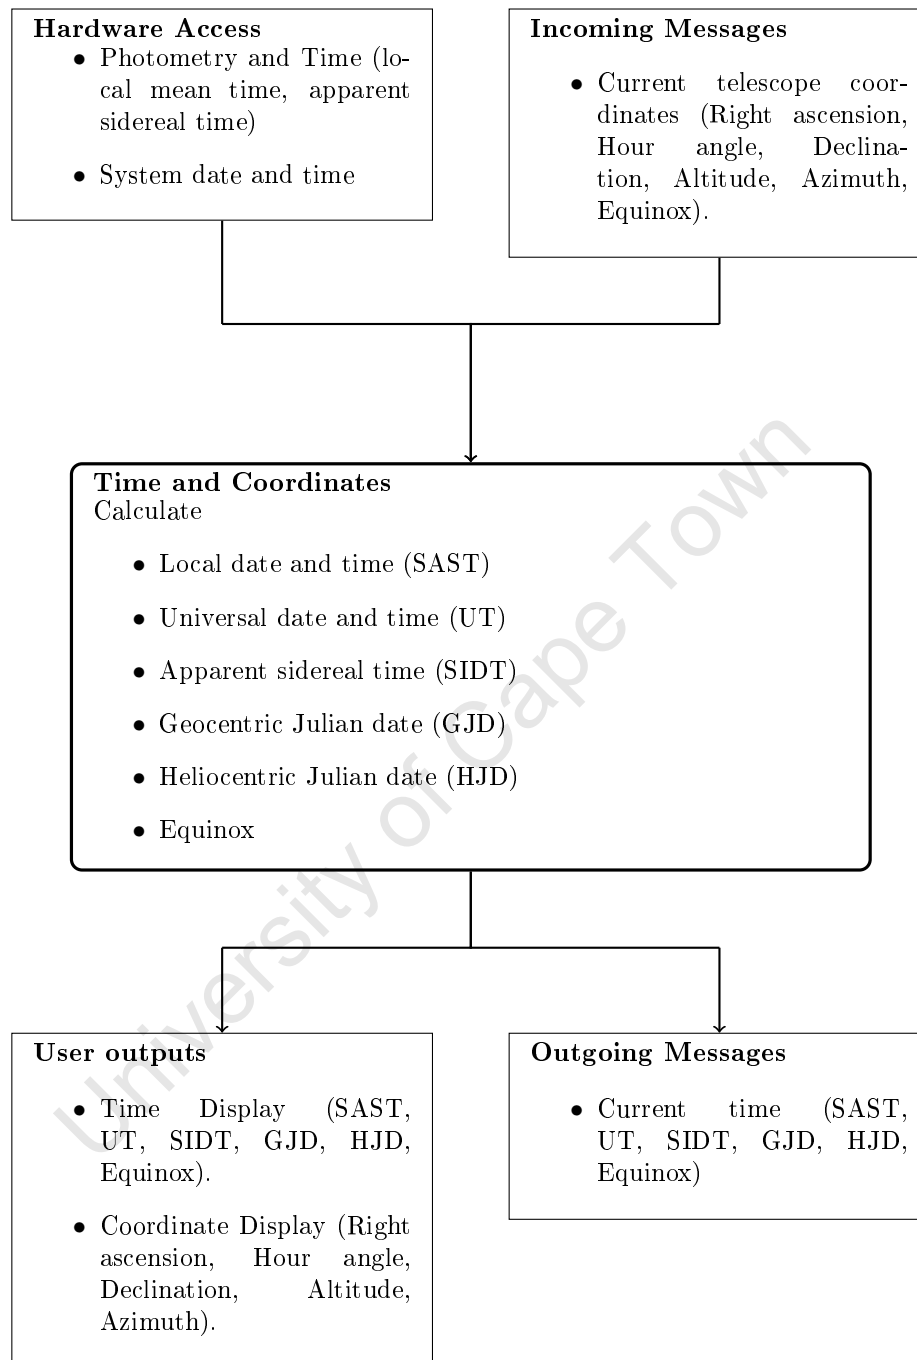 Hardware Access
• Photometry and Time (lo-
cal mean time, apparent
sidereal time)
• System date and time
Incoming Messages
• Current telescope coor-
dinates (Right ascension,
Hour angle, Declina-
tion, Altitude, Azimuth,
Equinox).
Time and Coordinates
Calculate
• Local date and time (SAST)
• Universal date and time (UT)
• Apparent sidereal time (SIDT)
• Geocentric Julian date (GJD)
• Heliocentric Julian date (HJD)
• Equinox
User outputs
• Time Display (SAST,
UT, SIDT, GJD, HJD,
Equinox).
• Coordinate Display (Right
ascension, Hour angle,
Declination, Altitude,
Azimuth).
Outgoing Messages
• Current time (SAST,
UT, SIDT, GJD, HJD,
Equinox)
University of Cape Town